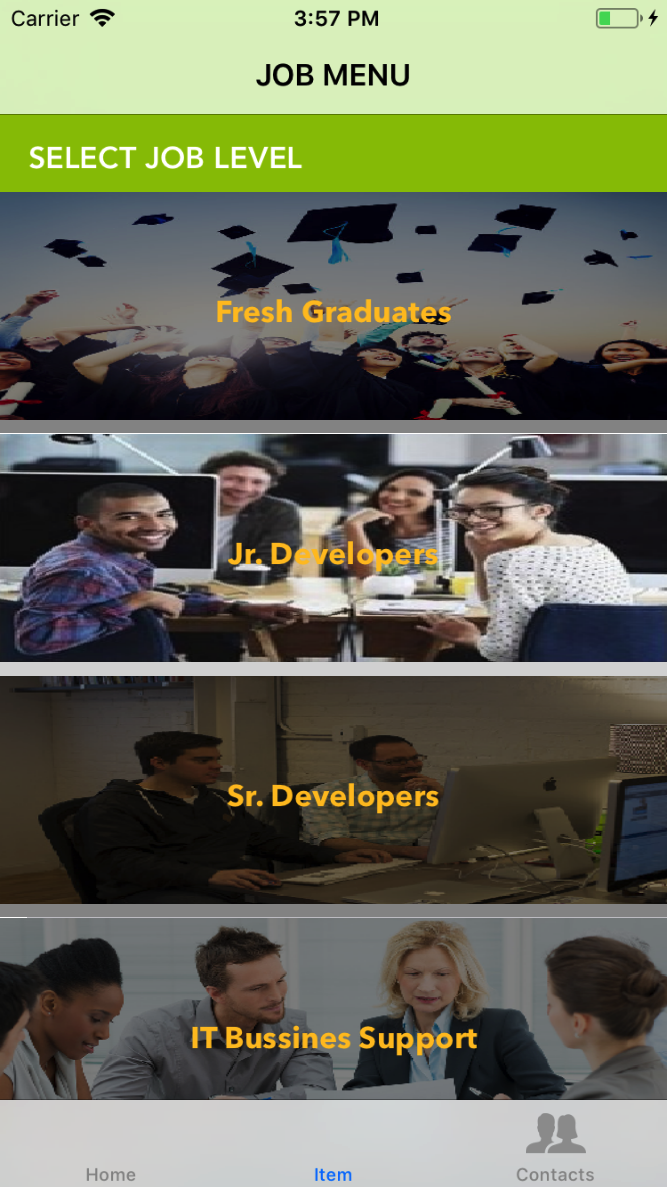 Carrier 3:57 PM
JOB MENU
SELECT JOB LEVEL
Fresh Graduates
Jr. Developers
Sr. Developers
IT Bussines Support
Home Item Contacts